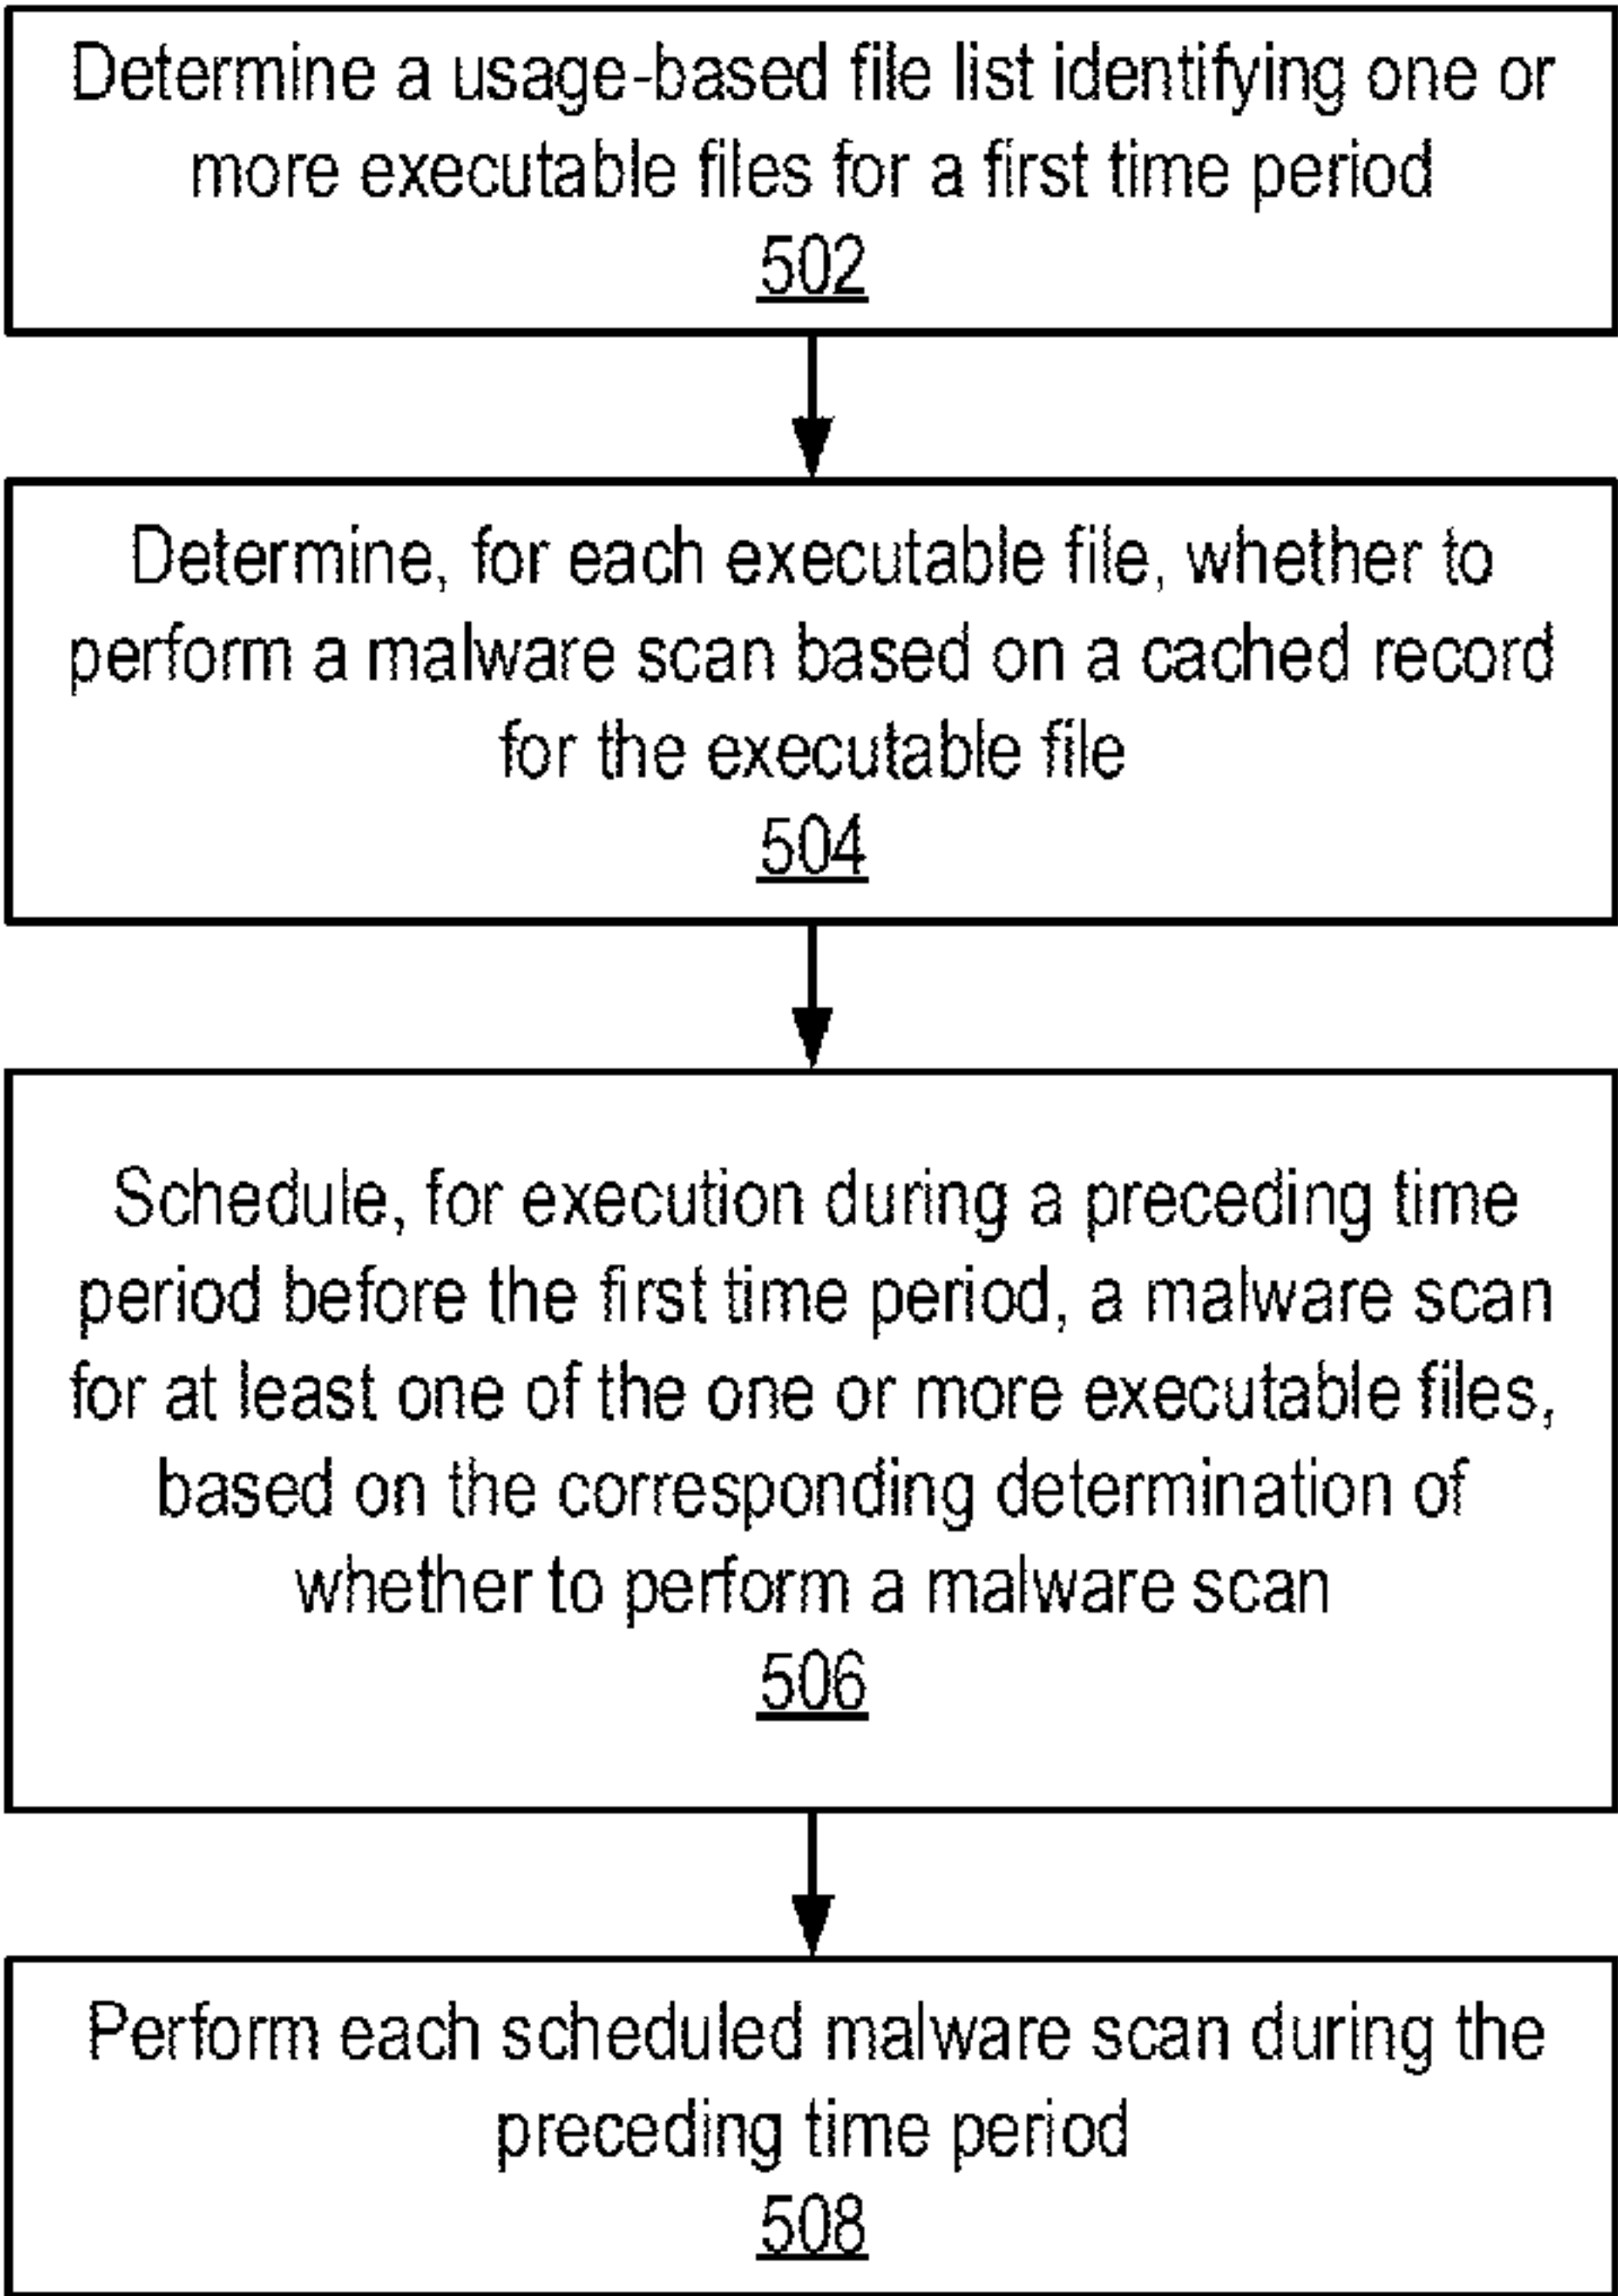 Determine a usage-based file list identifying one or
more executable files for a first time period
502
Determine, for each executable file, whether to
perform a malware scan based on a cached record
for the executable file
504
Schedule, for execution during a preceding time
period before the first time period, a malware scan
for at least one of the one or more executable files,
based on the corresponding determination of
whether to perform a malware scan
506
Perform each scheduled malware scan during the
preceding time period
508